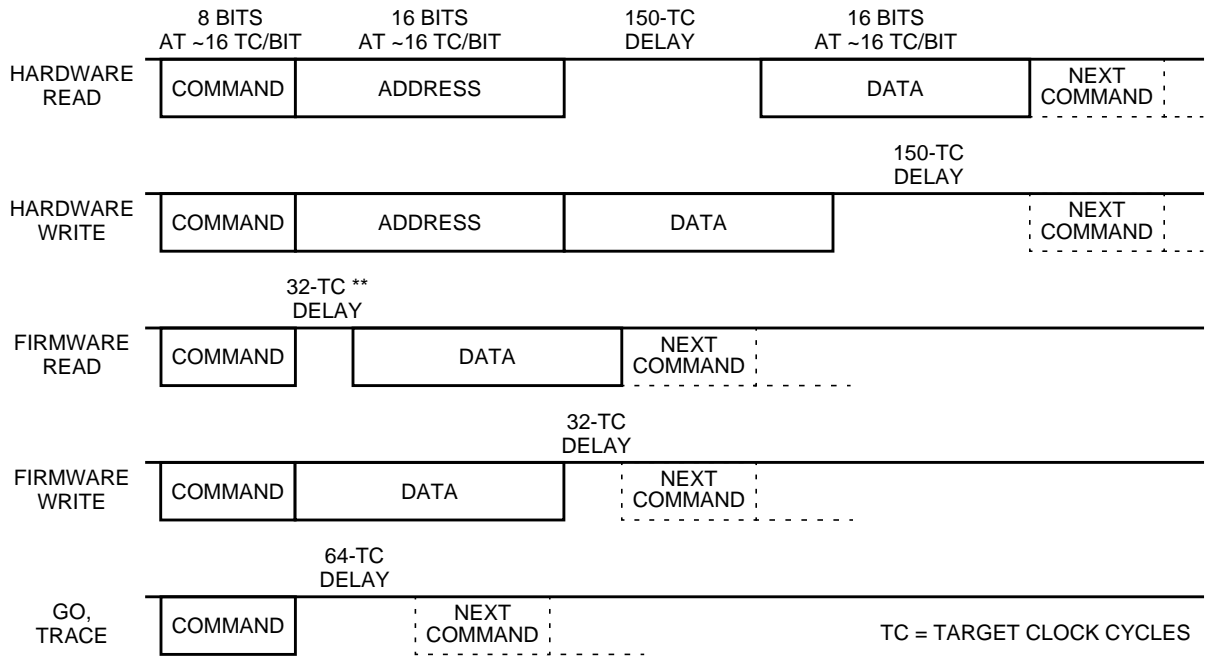 8 BITS
AT ~16 TC/BIT
16 BITS
AT ~16 TC/BIT
150-TC
DELAY
16 BITS
AT ~16 TC/BIT
HARDWARE
READ
COMMAND
ADDRESS
DATA
NEXT
COMMAND
150-TC
DELAY
HARDWARE
WRITE
COMMAND
ADDRESS
DATA
NEXT
COMMAND
32-TC **
DELAY
FIRMWARE
READ
COMMAND
DATA
NEXT
COMMAND
32-TC
DELAY
FIRMWARE
WRITE
COMMAND
DATA
NEXT
COMMAND
64-TC
DELAY
GO,
TRACE
COMMAND
NEXT
COMMAND
TC = TARGET CLOCK CYCLES